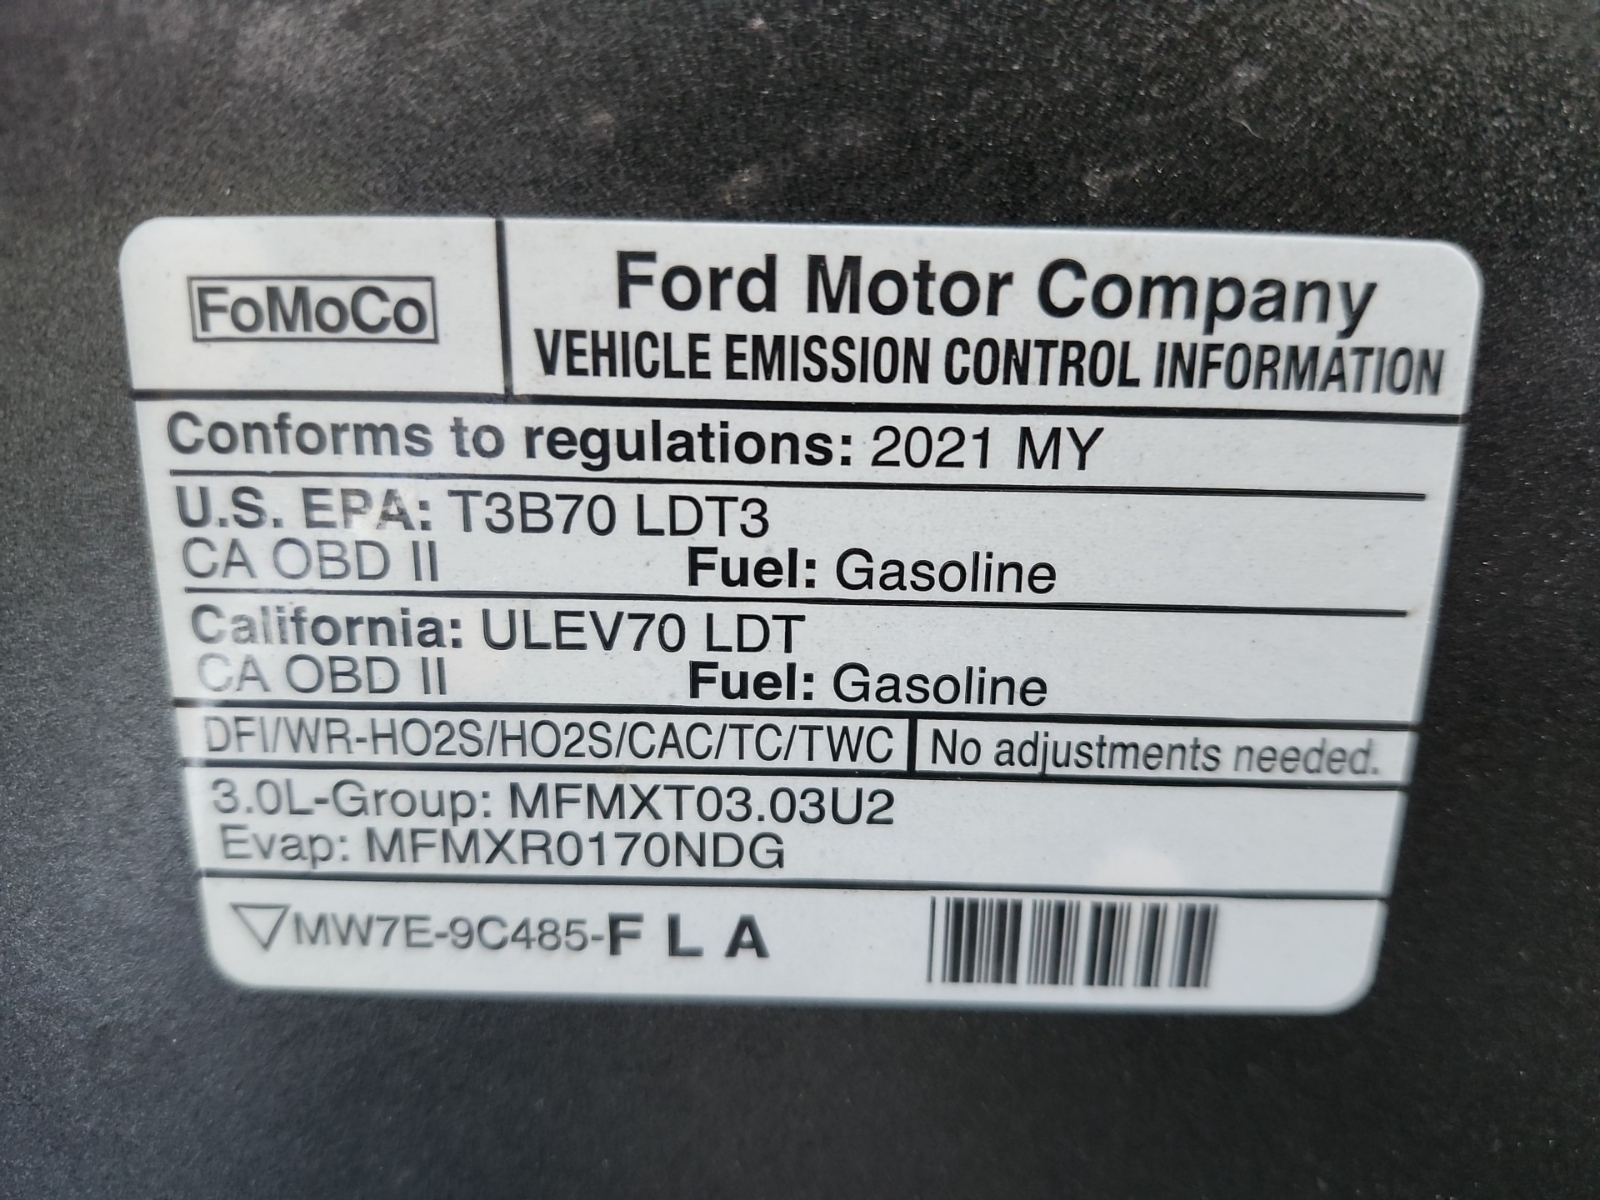 FoMoCo
Ford Motor Company
VEHICLE EMISSION CONTROL INFORMATION
Conforms to regulations: 2021 MY
U.S. EPA: T3B70 LDT3
CA OBD II Fuel: Gasoline
California: ULEV70 LDT
CA OBD II Fuel: Gasoline
DFI/WR-HO2S/HO2S/CAC/TC/TWC No adjustments needed.
3.0L-Group: MFMXT03.03U2
Evap: MFMXR0170NDG
MW7E-9C485-F L A